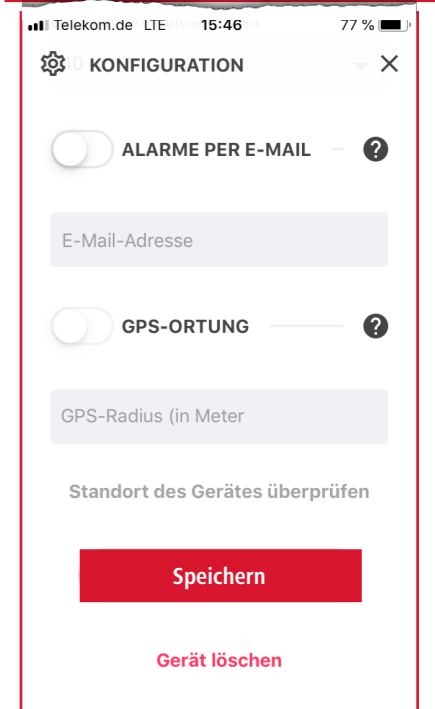 Telekom.de LTE 15:46 77 %
KONFIGURATION
ALARME PER E-MAIL
E-Mail-Adresse
GPS-ORTUNG
GPS-Radius (in Meter
Standort des Gerätes überprüfen
Speichern
Gerät löschen